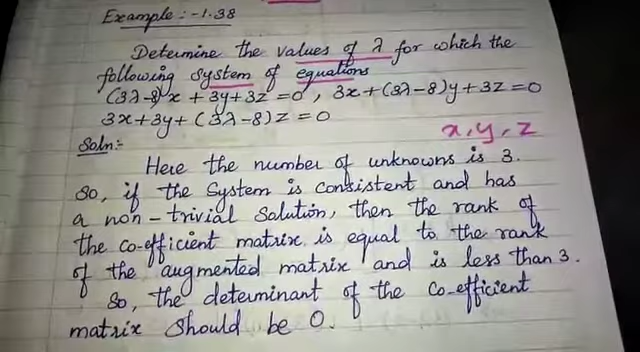 Example :- 1.38
Determine the values of λ for which the
following system of equations
(3λ-8)x + 3y + 3z = 0, 3x + (3λ-8)y + 3z = 0
3x + 3y + (3λ-8)z = 0
x, y, z
Soln:-
Here the number of unknowns is 3.
So, if the system is consistent and has
a non-trivial solution, then the rank of
the co-efficient matrix is equal to the rank
of the augmented matrix and is less than 3.
So, the determinant of the co-efficient
matrix should be 0.